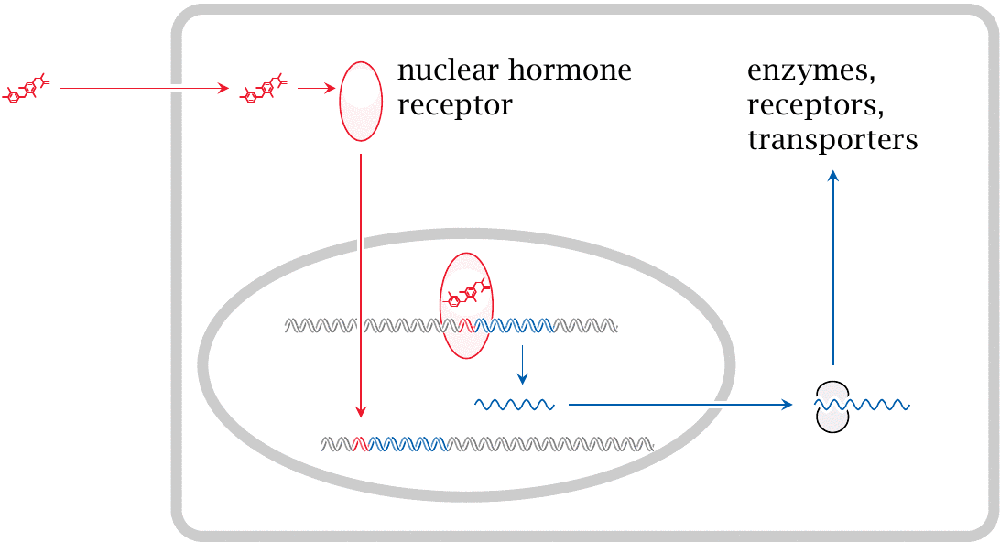 nuclear hormone
receptor
enzymes,
receptors,
transporters